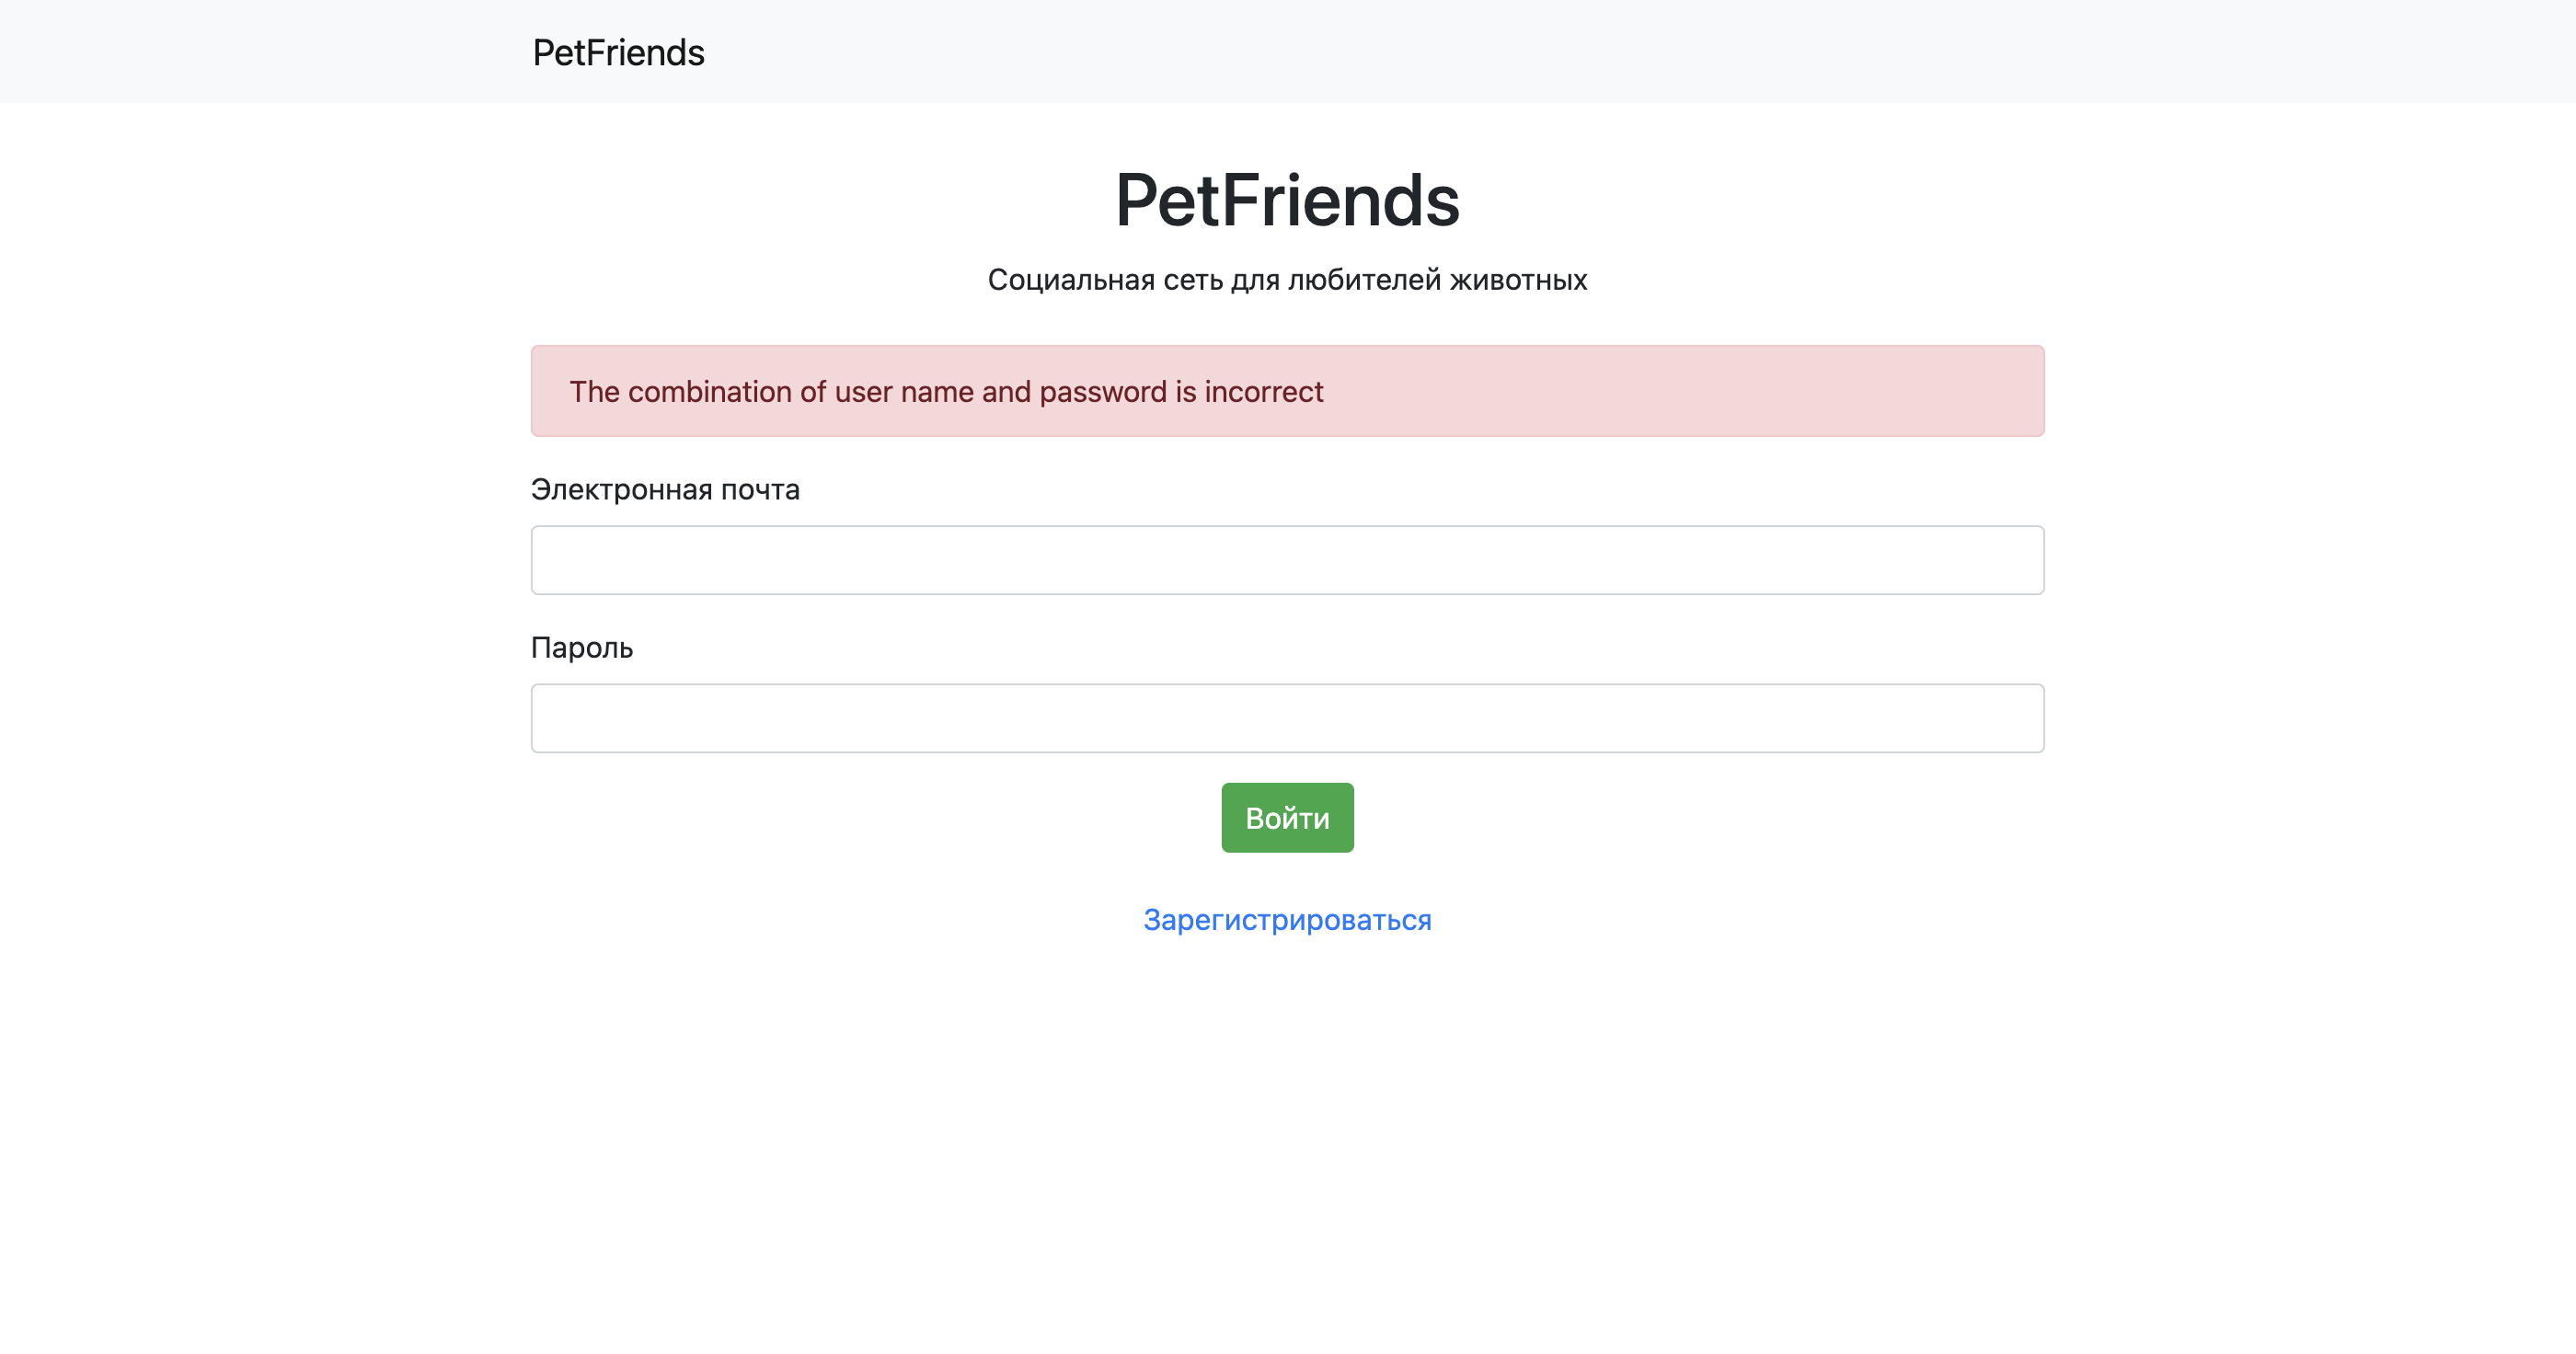 PetFriends
PetFriends
Социальная сеть для любителей животных
The combination of user name and password is incorrect
Электронная почта
Пароль
Войти
Зарегистрироваться